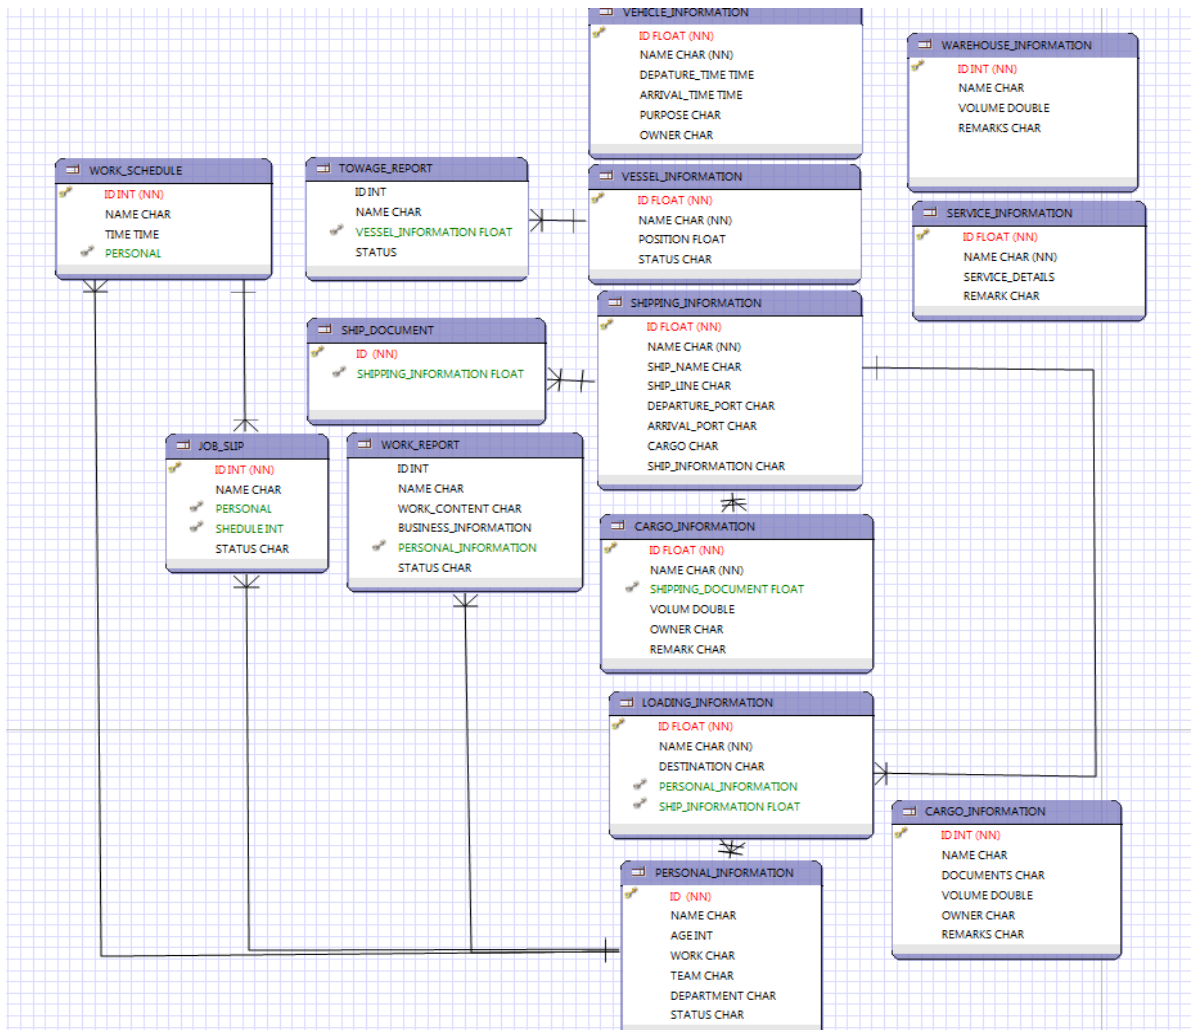 VEHICLE_INFORMATION
ID FLOAT (NN)
NAME CHAR (NN)
DEPATURE_TIME TIME
ARRIVAL_TIME TIME
PURPOSE CHAR
OWNER CHAR
WAREHOUSE_INFORMATION
ID INT (NN)
NAME CHAR
VOLUME DOUBLE
REMARKS CHAR
WORK_SCHEDULE
ID INT (NN)
NAME CHAR
TIME TIME
PERSONAL
TOWAGE_REPORT
ID INT
NAME CHAR
VESSEL_INFORMATION FLOAT
STATUS
VESSEL_INFORMATION
ID FLOAT (NN)
NAME CHAR (NN)
POSITION FLOAT
STATUS CHAR
SERVICE_INFORMATION
ID FLOAT (NN)
NAME CHAR (NN)
SERVICE_DETAILS
REMARK CHAR
SHIP_DOCUMENT
ID (NN)
SHIPPING_INFORMATION FLOAT
SHIPPING_INFORMATION
ID FLOAT (NN)
NAME CHAR (NN)
SHIP_NAME CHAR
SHIP_LINE CHAR
DEPARTURE_PORT CHAR
ARRIVAL_PORT CHAR
CARGO CHAR
SHIP_INFORMATION CHAR
JOB_SLIP
ID INT (NN)
NAME CHAR
PERSONAL
SHEDULE INT
STATUS CHAR
WORK_REPORT
ID INT
NAME CHAR
WORK_CONTENT CHAR
BUSINESS_INFORMATION
PERSONAL_INFORMATION
STATUS CHAR
CARGO_INFORMATION
ID FLOAT (NN)
NAME CHAR (NN)
SHIPPING_DOCUMENT FLOAT
VOLUM DOUBLE
OWNER CHAR
REMARK CHAR
LOADING_INFORMATION
ID FLOAT (NN)
NAME CHAR (NN)
DESTINATION CHAR
PERSONAL_INFORMATION
SHIP_INFORMATION FLOAT
CARGO_INFORMATION
ID INT (NN)
NAME CHAR
DOCUMENTS CHAR
VOLUME DOUBLE
OWNER CHAR
REMARKS CHAR
PERSONAL_INFORMATION
ID (NN)
NAME CHAR
AGE INT
WORK CHAR
TEAM CHAR
DEPARTMENT CHAR
STATUS CHAR